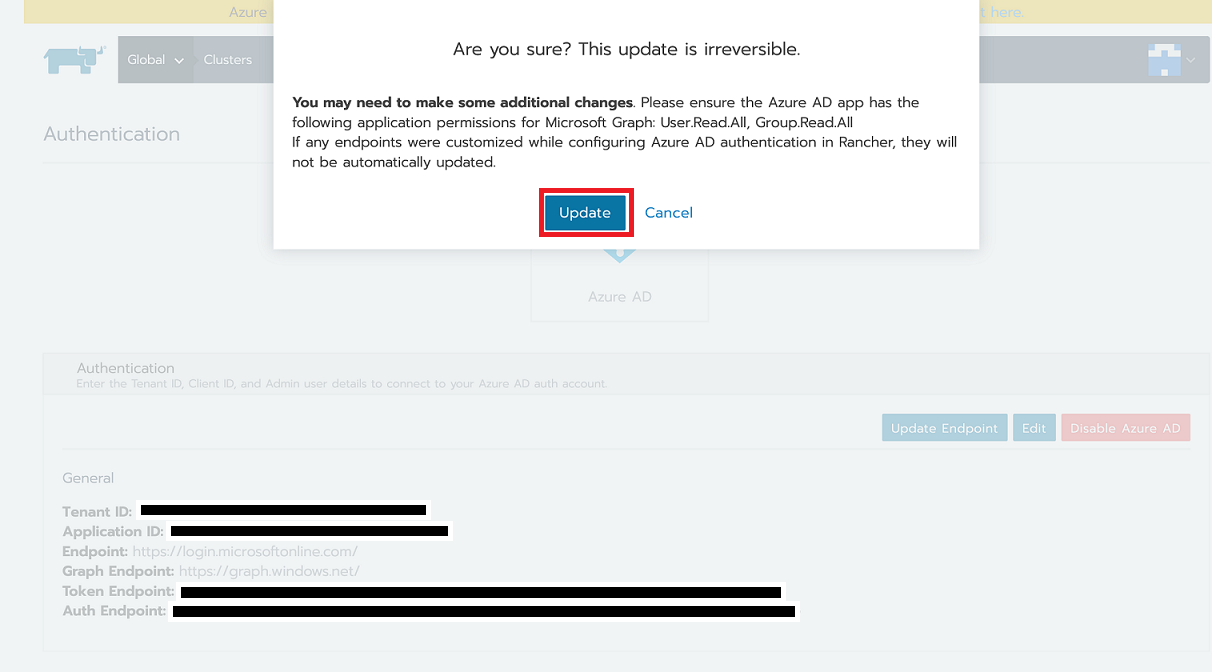 Azure
t here.
Are you sure? This update is irreversible.
Global
Clusters
You may need to make some additional changes. Please ensure the Azure AD app has the
following application permissions for Microsoft Graph: User.Read.All, Group.Read.All
If any endpoints were customized while configuring Azure AD authentication in Rancher, they will
not be automatically updated.
Authentication
Update
Cancel
Azure AD
Authentication
Enter the Tenant ID, Client ID, and Admin user details to connect to your Azure AD auth account.
Update Endpoint
Edit
Disable Azure AD
General
Tenant ID:
Application ID:
Endpoint: https://login.microsoftonline.com/
Graph Endpoint: https://graph.windows.net/
Token Endpoint:
Auth Endpoint: